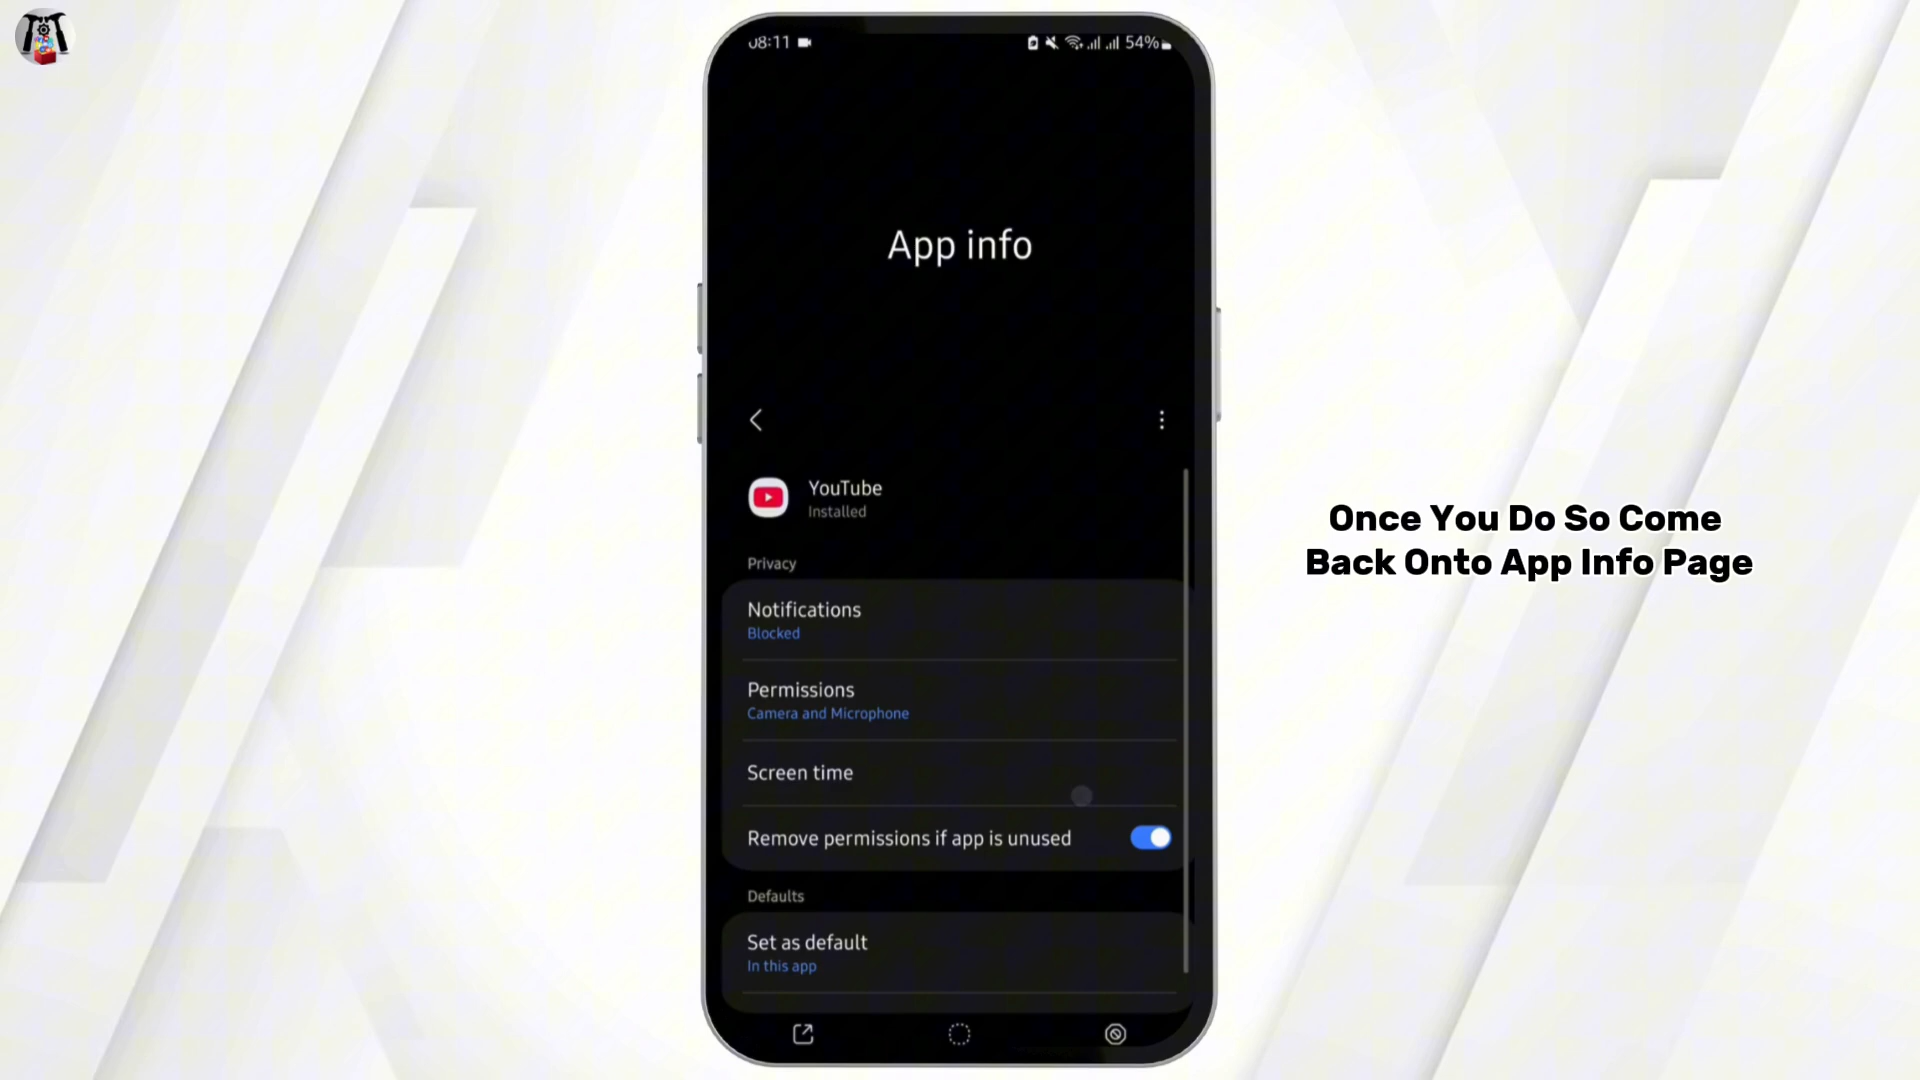 08:11
54%
App info
YouTube
Installed
Privacy
Notifications
Blocked
Permissions
Camera and Microphone
Screen time
Remove permissions if app is unused
Defaults
Set as default
In this app
Once You Do So Come
Back Onto App Info Page